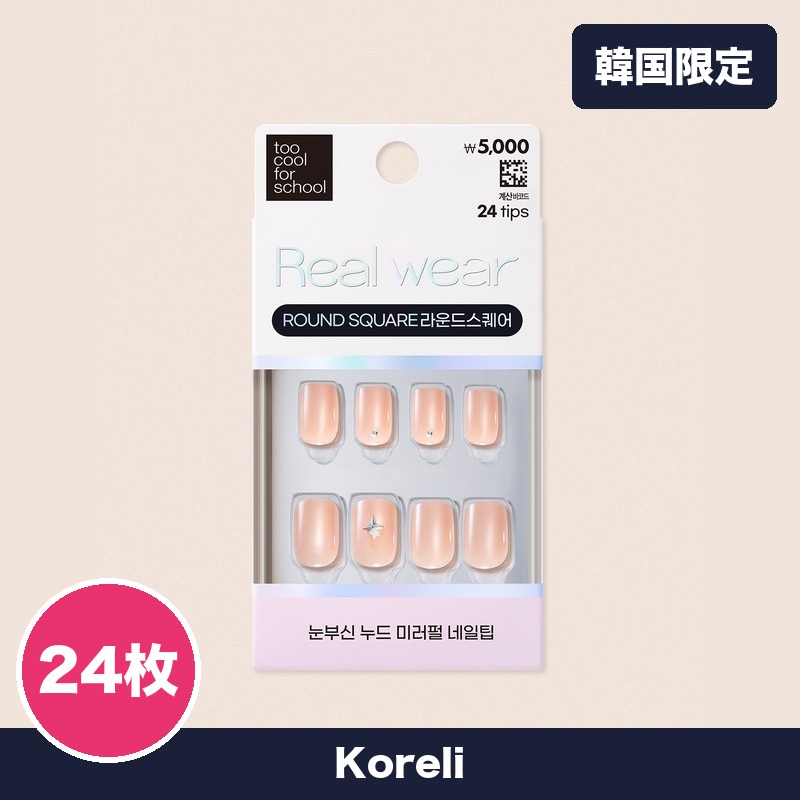 韓国限定
too
cool
for
school
₩5,000
계산바코드
24 tips
Real wear
ROUND SQUARE 라운드스퀘어
눈부신 누드 미러펄 네일팁
24枚
Koreli